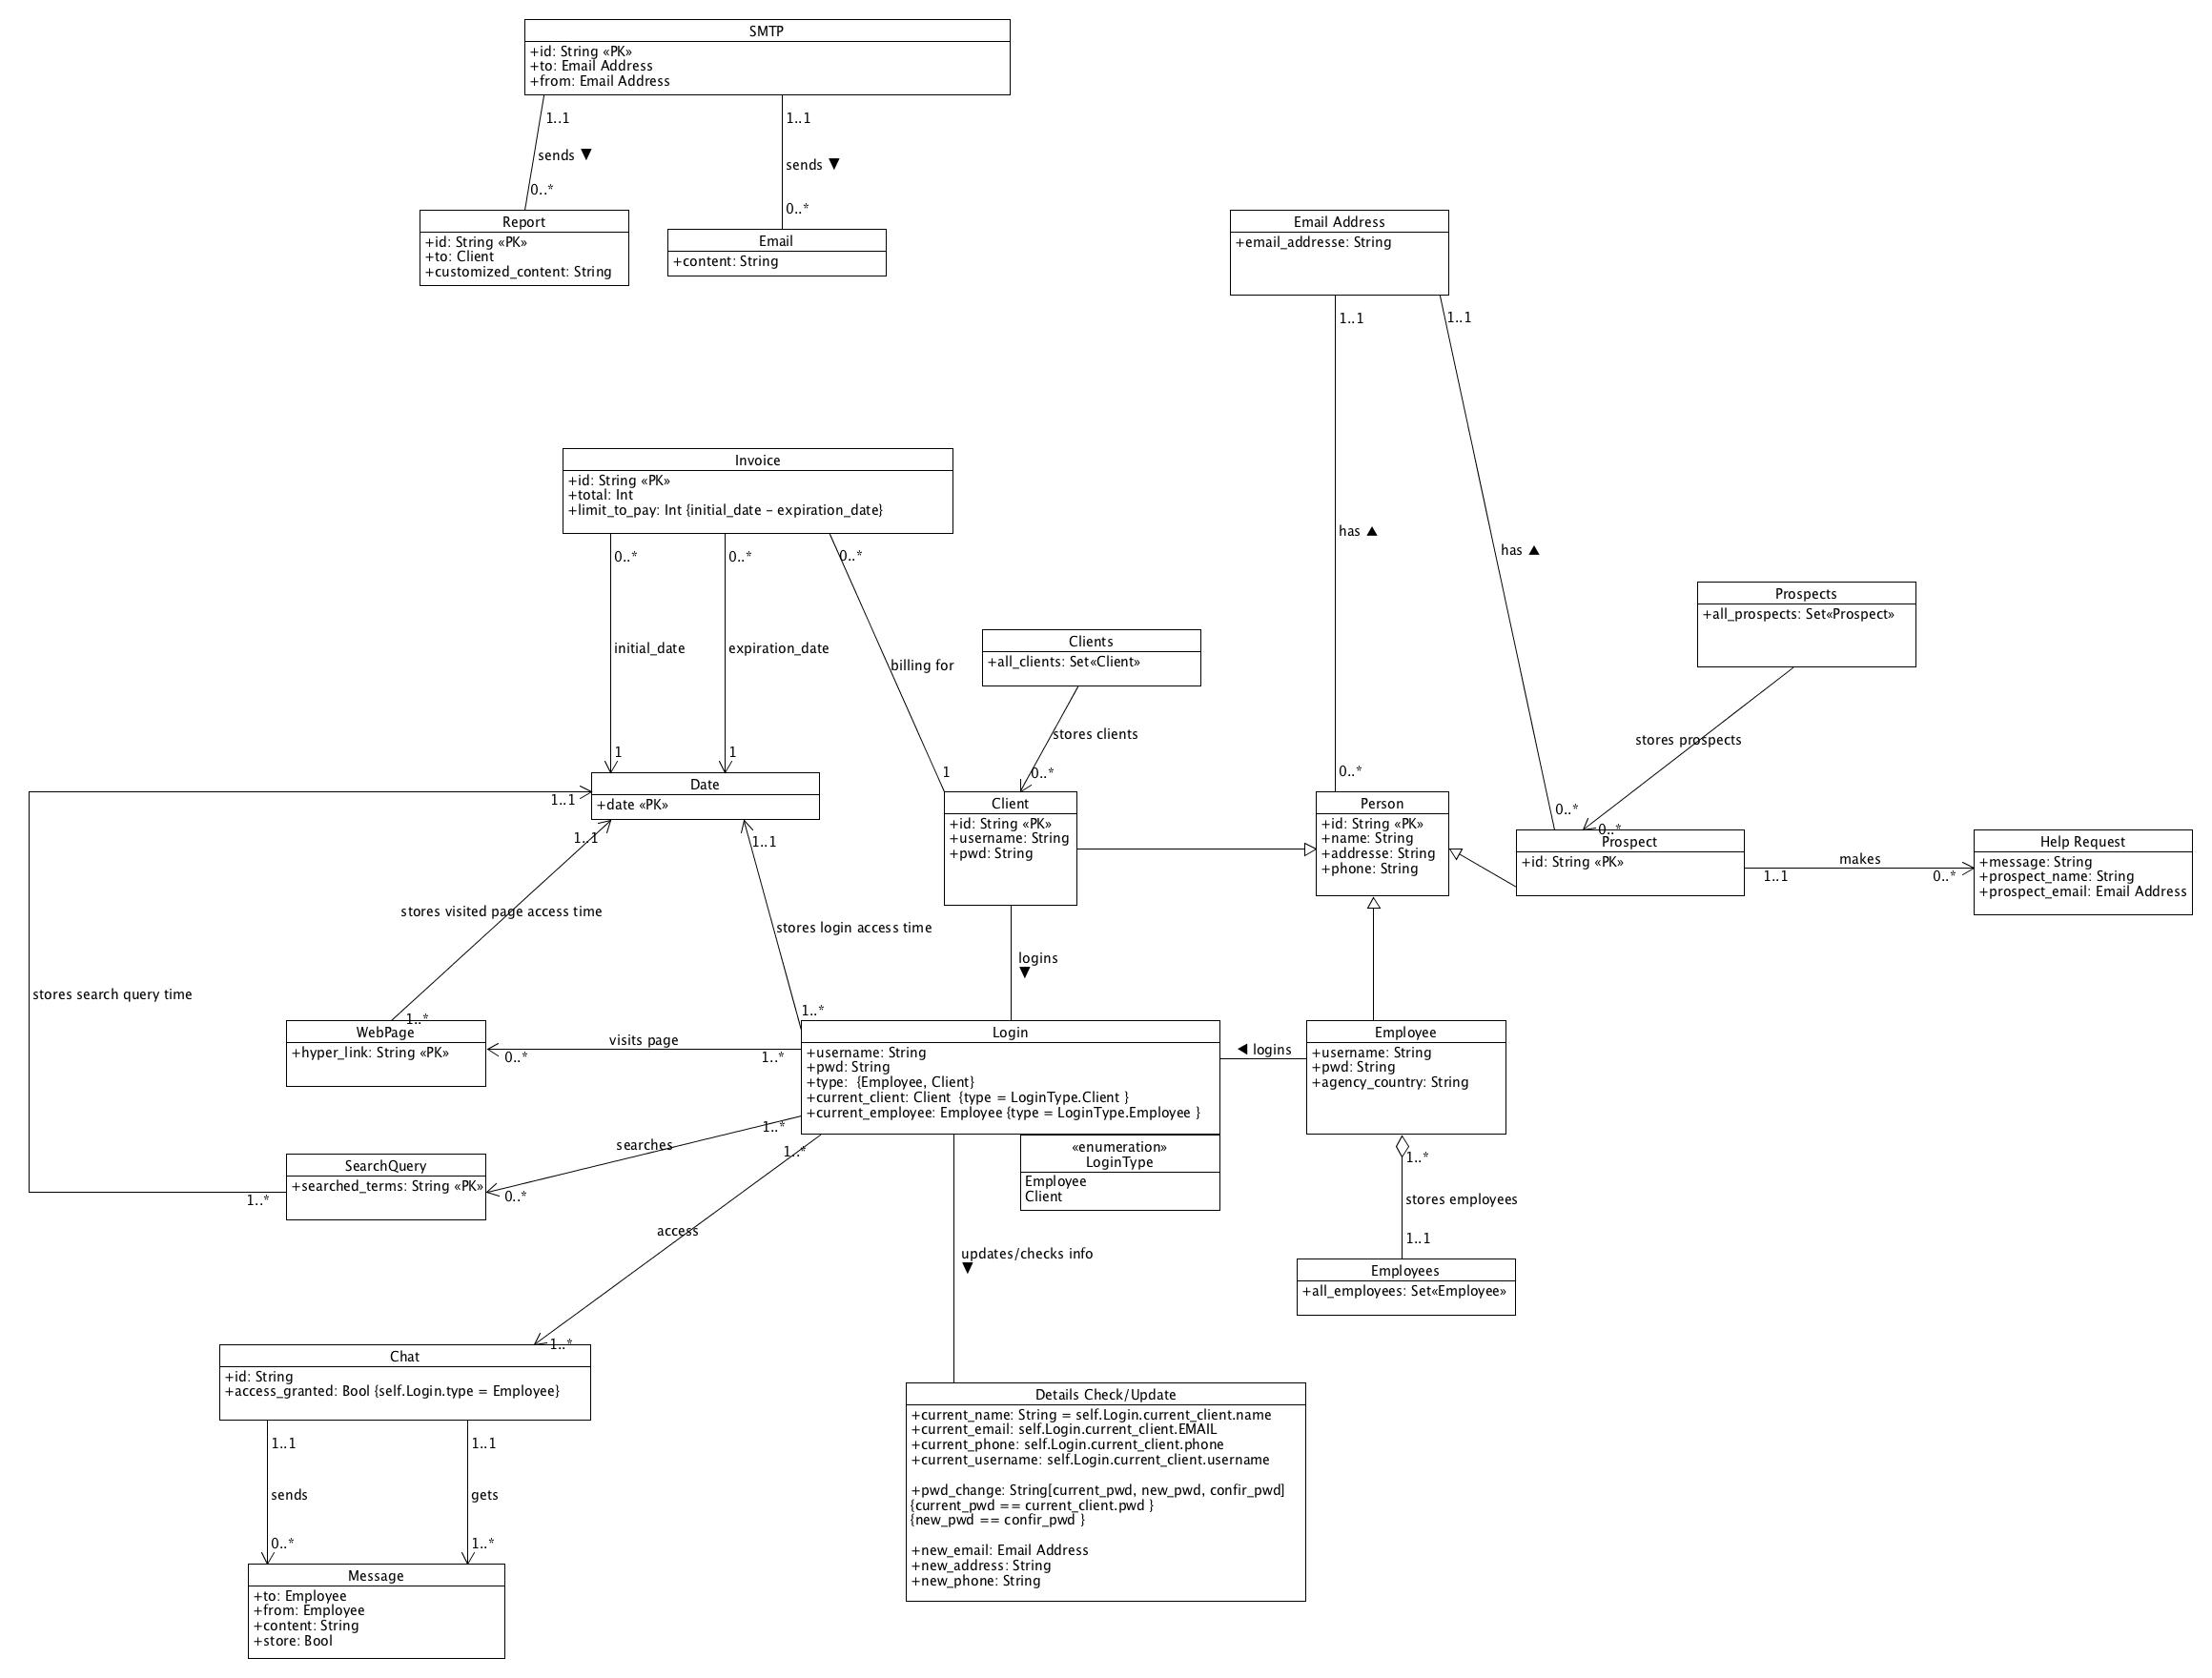 SMTP
+id: String «PK»
+to: Email Address
+from: Email Address
1..1
sends ▼
0..*
1..1
sends ▼
0..*
Report
+id: String «PK»
+to: Client
+customized_content: String
Email
+content: String
Email Address
+email_addresse: String
1..1
has ▲
0..*
1..1
has ▲
0..*
Invoice
+id: String «PK»
+total: Int
+limit_to_pay: Int {initial_date - expiration_date}
0..*
initial_date
1
0..*
expiration_date
1
0..*
billing for
1
Clients
+all_clients: Set«Client»
stores clients
0..*
Prospects
+all_prospects: Set«Prospect»
stores prospects
0..*
Date
+date «PK»
1..1
1..1
1..1
Client
+id: String «PK»
+username: String
+pwd: String
Person
+id: String «PK»
+name: String
+addresse: String
+phone: String
Prospect
+id: String «PK»
1..1
makes
0..*
Help Request
+message: String
+prospect_name: String
+prospect_email: Email Address
stores visited page access time
1..*
stores login access time
1..*
logins
▼
stores search query time
1..*
WebPage
+hyper_link: String «PK»
0..*
visits page
1..*
Login
+username: String
+pwd: String
+type:  {Employee, Client}
+current_client: Client  {type = LoginType.Client }
+current_employee: Employee {type = LoginType.Employee }
◀ logins
Employee
+username: String
+pwd: String
+agency_country: String
«enumeration»
LoginType
Employee
Client
SearchQuery
+searched_terms: String «PK»
0..*
searches
1..*
1..*
access
1..*
1..*
stores employees
1..1
Employees
+all_employees: Set«Employee»
updates/checks info
▼
Chat
+id: String
+access_granted: Bool {self.Login.type = Employee}
1..1
sends
0..*
1..1
gets
1..*
Message
+to: Employee
+from: Employee
+content: String
+store: Bool
Details Check/Update
+current_name: String = self.Login.current_client.name
+current_email: self.Login.current_client.EMAIL
+current_phone: self.Login.current_client.phone
+current_username: self.Login.current_client.username
+pwd_change: String[current_pwd, new_pwd, confir_pwd]
{current_pwd == current_client.pwd }
{new_pwd == confir_pwd }
+new_email: Email Address
+new_address: String
+new_phone: String